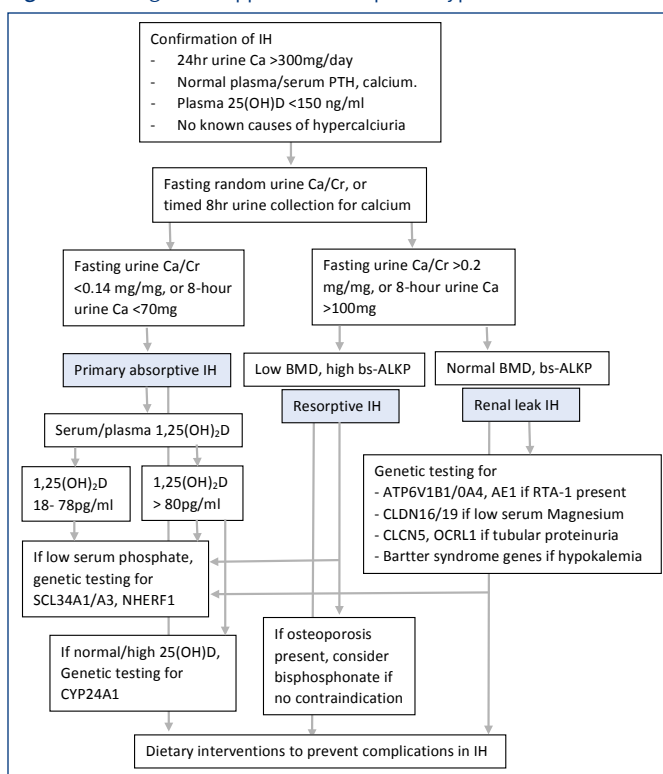 Confirmation of IH
- 24hr urine Ca >300mg/day
- Normal plasma/serum PTH, calcium.
- Plasma 25(OH)D <150 ng/ml
- No known causes of hypercalciuria
Fasting random urine Ca/Cr, or
timed 8hr urine collection for calcium
Fasting urine Ca/Cr
<0.14 mg/mg, or 8-hour
urine Ca <70mg
Fasting urine Ca/Cr >0.2
mg/mg, or 8-hour urine Ca
>100mg
Primary absorptive IH
Low BMD, high bs-ALKP
Normal BMD, bs-ALKP
Resorptive IH
Renal leak IH
Serum/plasma 1,25(OH)₂D
1,25(OH)₂D
18- 78pg/ml
1,25(OH)₂D
> 80pg/ml
Genetic testing for
- ATP6V1B1/0A4, AE1 if RTA-1 present
- CLDN16/19 if low serum Magnesium
- CLCN5, OCRL1 if tubular proteinuria
- Bartter syndrome genes if hypokalemia
If low serum phosphate,
genetic testing for
SCL34A1/A3, NHERF1
If normal/high 25(OH)D,
Genetic testing for
CYP24A1
If osteoporosis
present, consider
bisphosphonate if
no contraindication
Dietary interventions to prevent complications in IH